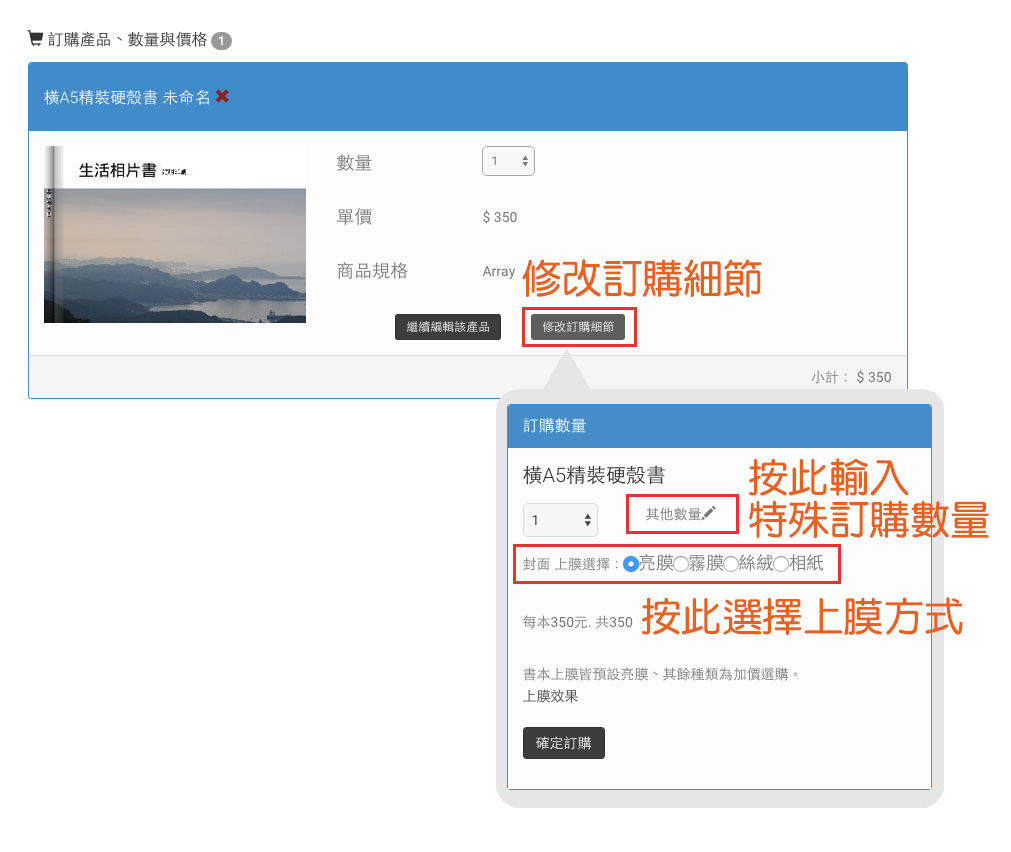 訂購產品、數量與價格 1
橫A5精裝硬殼書 未命名
生活相片書
數量 1
單價 $ 350
商品規格 Array
修改訂購細節
繼續編輯該產品 修改訂購細節
小計： $ 350
訂購數量
橫A5精裝硬殼書
按此輸入
1 其他數量
特殊訂購數量
封面 上膜選擇：亮膜霧膜絲絨相紙
每本350元. 共350
按此選擇上膜方式
書本上膜皆預設亮膜、其餘種類為加價選購。
上膜效果
確定訂購